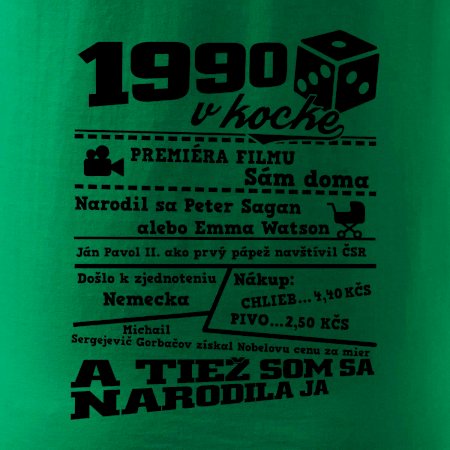 1990
v kocke
PREMIÉRA FILMU
Sám doma
Narodil sa Peter Sagan
alebo Emma Watson
Ján Pavol II. ako prvý pápež navštívil ČSR
Došlo k zjednoteniu
Nemecka
Nákup:
CHLIEB...4,40 KČS
PIVO...2,50 KČS
Michail
Sergejevič Gorbačov získal Nobelovu cenu za mier
A TIEŽ SOM SA
NARODILA JA